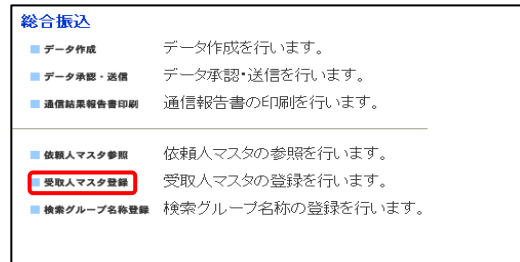 総合振込
データ作成 データ作成を行います。
データ承認・送信 データ承認・送信を行います。
通信結果報告書印刷 通信報告書の印刷を行います。
依頼人マスタ参照 依頼人マスタの参照を行います。
受取人マスタ登録 受取人マスタの登録を行います。
検索グループ名称登録 検索グループ名称の登録を行います。